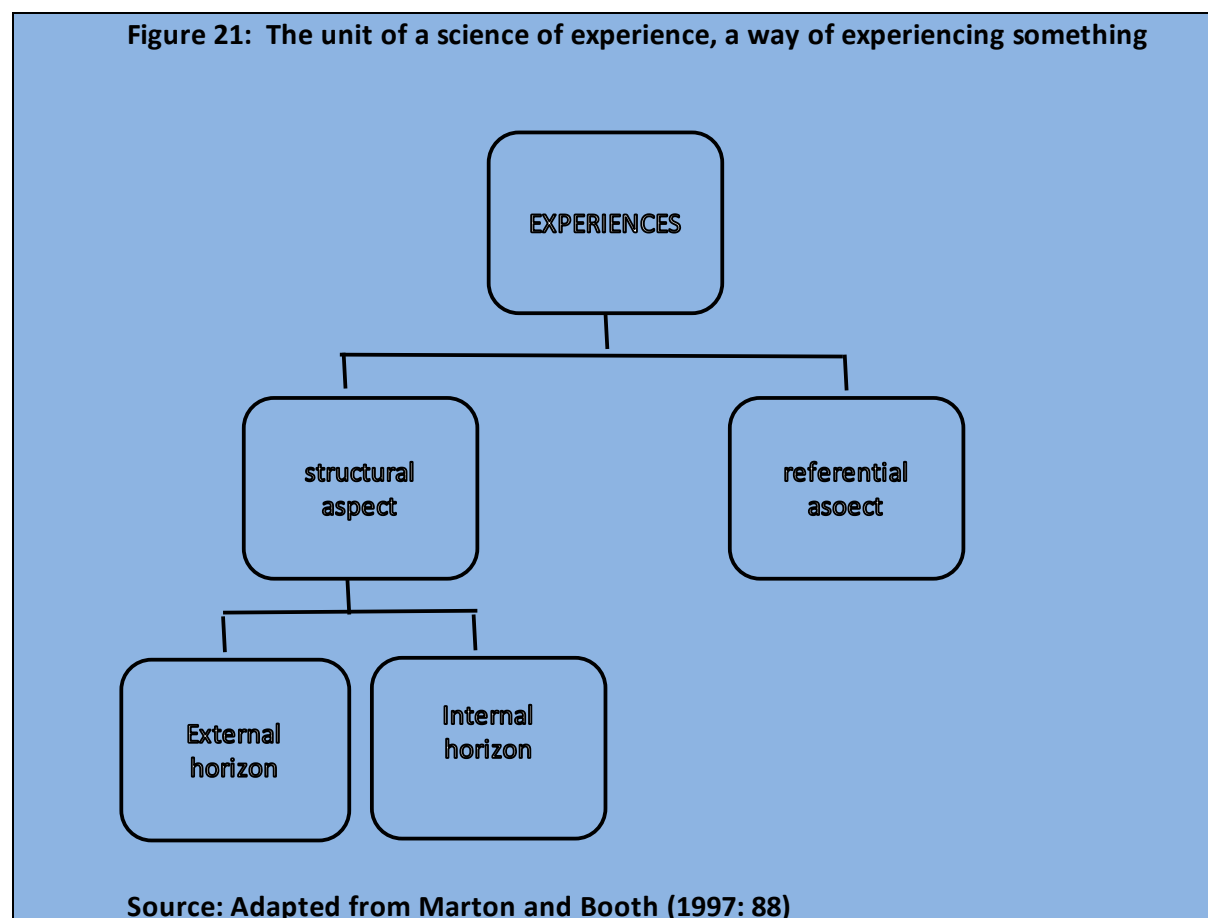 Figure 21:  The unit of a science of experience, a way of experiencing something
EXPERIENCES
structural
aspect
referential
asoect
External
horizon
Internal
horizon
Source: Adapted from Marton and Booth (1997: 88)